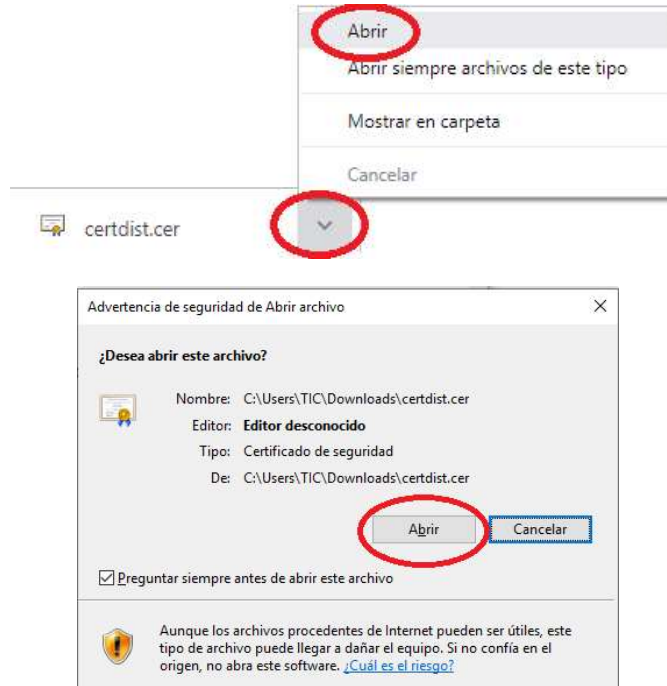 Abrir
Abrir siempre archivos de este tipo
Mostrar en carpeta
Cancelar
certdist.cer
Advertencia de seguridad de Abrir archivo
¿Desea abrir este archivo?
Nombre: C:\Users\TIC\Downloads\certdist.cer
Editor: Editor desconocido
Tipo: Certificado de seguridad
De: C:\Users\TIC\Downloads\certdist.cer
Abrir Cancelar
Preguntar siempre antes de abrir este archivo
Aunque los archivos procedentes de Internet pueden ser útiles, este
tipo de archivo puede llegar a dañar el equipo. Si no confía en el
origen, no abra este software. ¿Cuál es el riesgo?